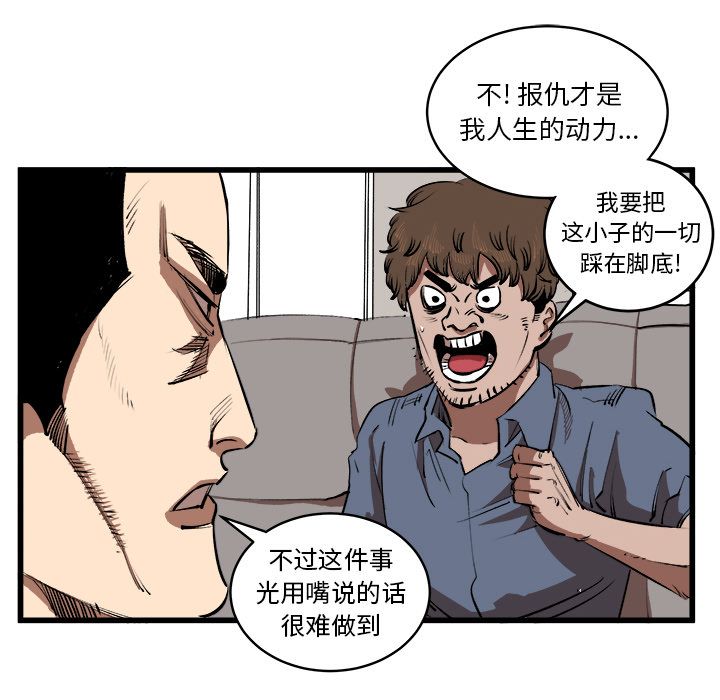 不! 报仇才是
我人生的动力...
我要把
这小子的一切
踩在脚底!
不过这件事
光用嘴说的话
很难做到